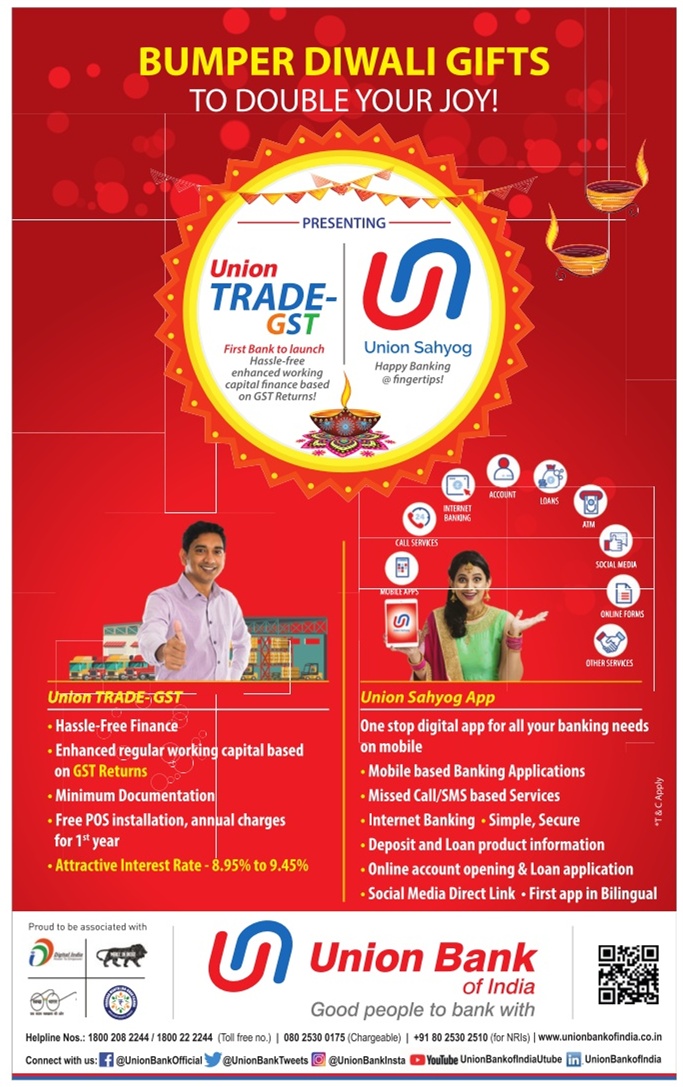 BUMPER DIWALI GIFTS
TO DOUBLE YOUR JOY!
PRESENTING
Union
TRADE-
GST
First Bank to launch
Hassle-free
enhanced working
capital finance based
on GST Returns!
Union Sahyog
Happy Banking
@ fingertips!
ACCOUNT
LOANS
INTERNET
BANKING
ATM
24
CALL SERVICES
SOCIAL MEDIA
MOBILE APPS
ONLINE FORMS
OTHER SERVICES
Union TRADE-GST
• Hassle-Free Finance
• Enhanced regular working capital based
on GST Returns
• Minimum Documentation
• Free POS installation, annual charges
for 1st year
• Attractive Interest Rate - 8.95% to 9.45%
Union Sahyog App
One stop digital app for all your banking needs
on mobile
• Mobile based Banking Applications
• Missed Call/SMS based Services
• Internet Banking • Simple, Secure
• Deposit and Loan product information
• Online account opening & Loan application
• Social Media Direct Link • First app in Bilingual
*T & C Apply
Proud to be associated with
Digital India
MAKE IN INDIA
Union Bank
of India
Good people to bank with
Helpline Nos.: 1800 208 2244 / 1800 22 2244 (Toll free no.) | 080 2530 0175 (Chargeable) | +91 80 2530 2510 (for NRIs) | www.unionbankofindia.co.in
Connect with us: @UnionBankOfficial @UnionBankTweets @UnionBankInsta YouTube UnionBankofIndiaUtube in UnionBankofIndia